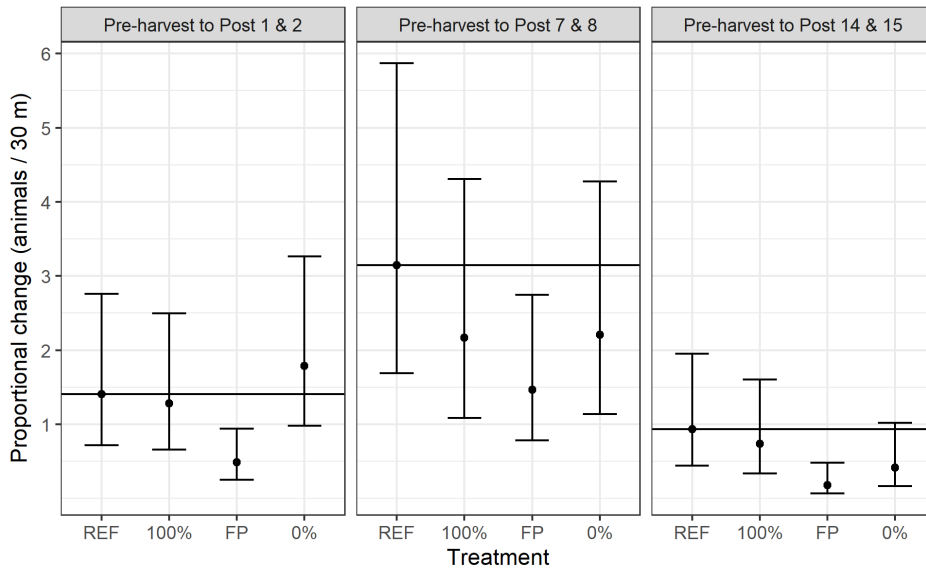 Pre-harvest to Post 1 & 2 Pre-harvest to Post 7 & 8 Pre-harvest to Post 14 & 15
Proportional change (animals / 30 m)
6
5
4
3
2
1
REF 100% FP 0% REF 100% FP 0% REF 100% FP 0%
Treatment